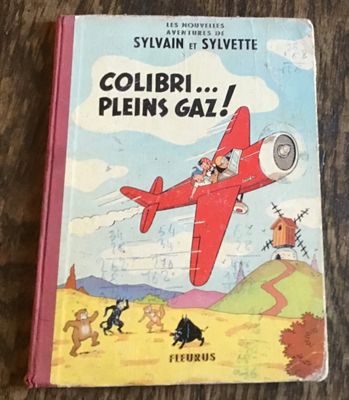 LES NOUVELLES
AVENTURES DE
SYLVAIN ET SYLVETTE
COLIBRI...
PLEINS GAZ!
FLEURUS